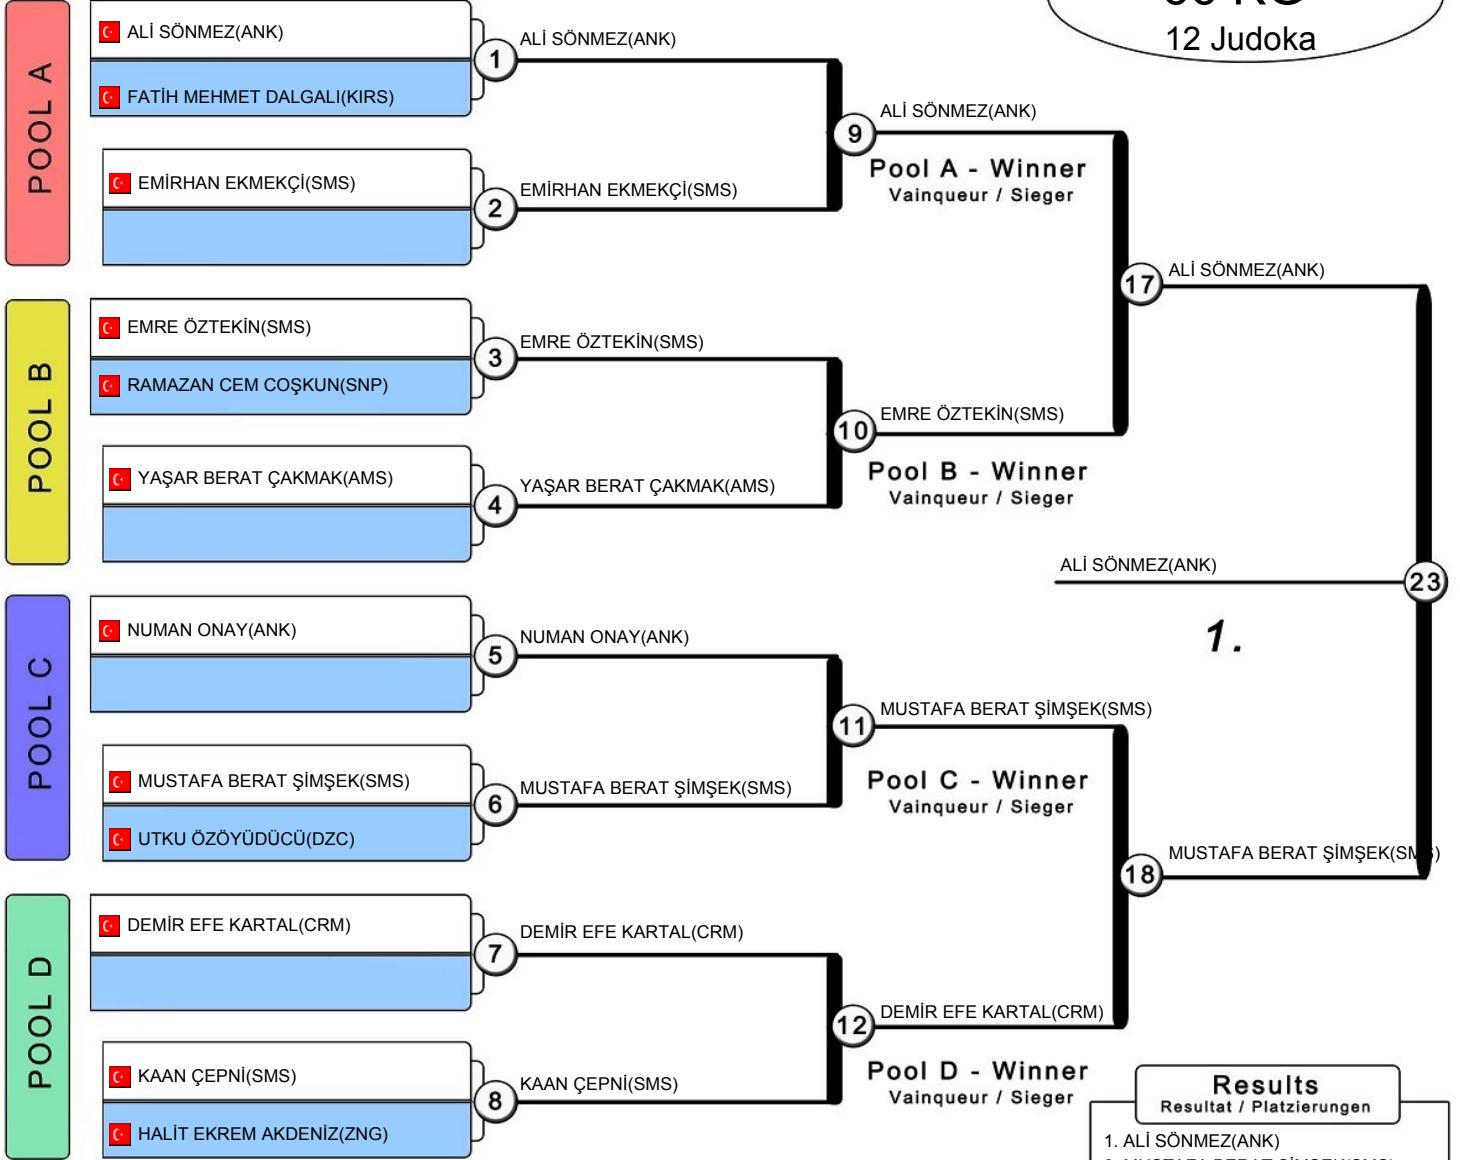 12 Judoka
POOL A
ALİ SÖNMEZ(ANK)
FATİH MEHMET DALGALI(KIRS)
EMİRHAN EKMEKÇİ(SMS)
1
ALİ SÖNMEZ(ANK)
2
EMİRHAN EKMEKÇİ(SMS)
9
ALİ SÖNMEZ(ANK)
Pool A - Winner
Vainqueur / Sieger
POOL B
EMRE ÖZTEKİN(SMS)
RAMAZAN CEM COŞKUN(SNP)
YAŞAR BERAT ÇAKMAK(AMS)
3
EMRE ÖZTEKİN(SMS)
4
YAŞAR BERAT ÇAKMAK(AMS)
10
EMRE ÖZTEKİN(SMS)
Pool B - Winner
Vainqueur / Sieger
17
ALİ SÖNMEZ(ANK)
ALİ SÖNMEZ(ANK)
23
1.
POOL C
NUMAN ONAY(ANK)
MUSTAFA BERAT ŞİMŞEK(SMS)
UTKU ÖZÖYÜDÜCÜ(DZC)
5
NUMAN ONAY(ANK)
6
MUSTAFA BERAT ŞİMŞEK(SMS)
11
MUSTAFA BERAT ŞİMŞEK(SMS)
Pool C - Winner
Vainqueur / Sieger
18
MUSTAFA BERAT ŞİMŞEK(SMS)
POOL D
DEMİR EFE KARTAL(CRM)
KAAN ÇEPNİ(SMS)
HALİT EKREM AKDENİZ(ZNG)
7
DEMİR EFE KARTAL(CRM)
8
KAAN ÇEPNİ(SMS)
12
DEMİR EFE KARTAL(CRM)
Pool D - Winner
Vainqueur / Sieger
Results
Resultat / Platzierungen
1. ALİ SÖNMEZ(ANK)